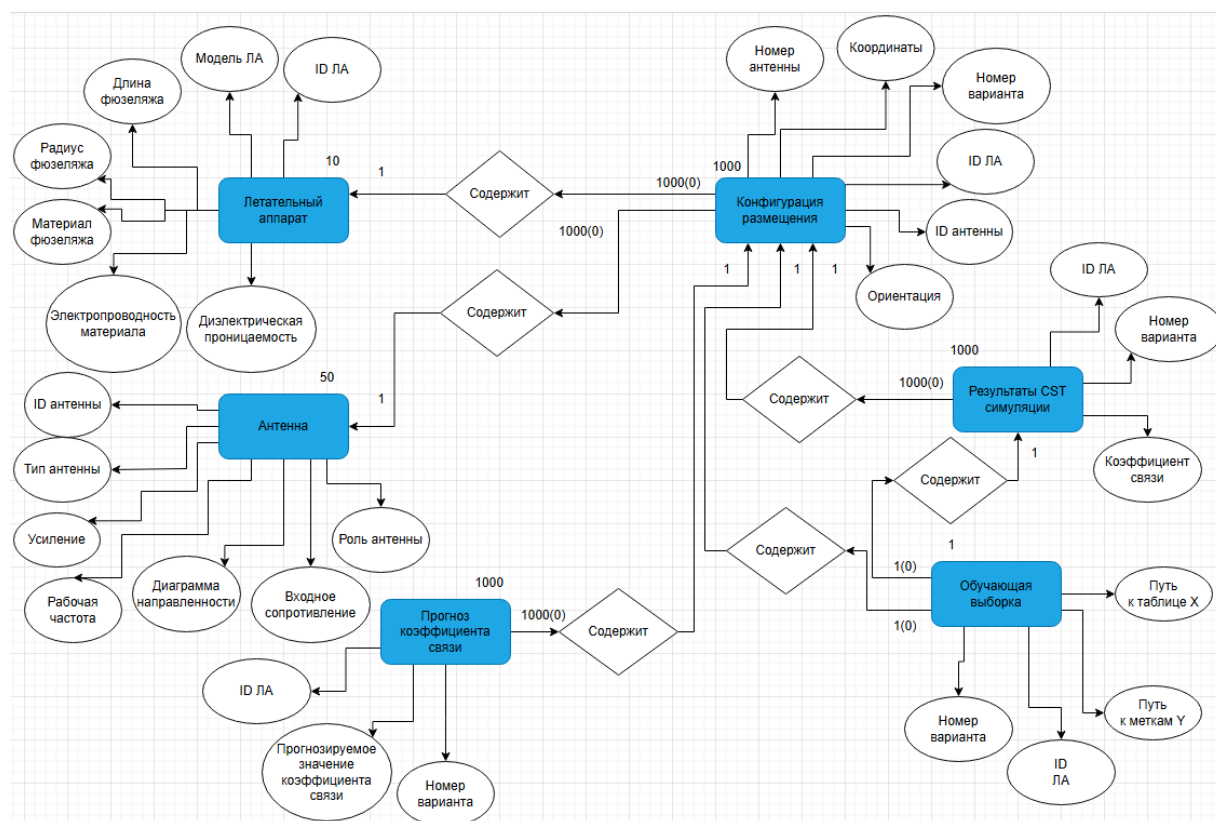 Модель ЛА
ID ЛА
Длина
фюзеляжа
Радиус
фюзеляжа
Материал
фюзеляжа
Электропроводность
материала
Диэлектрическая
проницаемость
10
Летательный
аппарат
1
Содержит
1000(0)
1000
Конфигурация
размещения
Номер
антенны
Координаты
Номер
варианта
ID ЛА
ID антенны
Ориентация
1000(0)
Содержит
1
1
1
1
50
Антенна
ID антенны
Тип антенны
Усиление
Рабочая
частота
Диаграмма
направленности
Входное
сопротивление
Роль антенны
ID ЛА
Номер
варианта
1000
Результаты CST
симуляции
1000(0)
Содержит
Коэффициент
связи
1
Содержит
Содержит
1
1(0)
1(0)
Обучающая
выборка
Путь
к таблице X
Путь
к меткам Y
Номер
варианта
ID
ЛА
1000
Прогноз
коэффициента
связи
1000(0)
Содержит
ID ЛА
Прогнозируемое
значение
коэффициента
связи
Номер
варианта